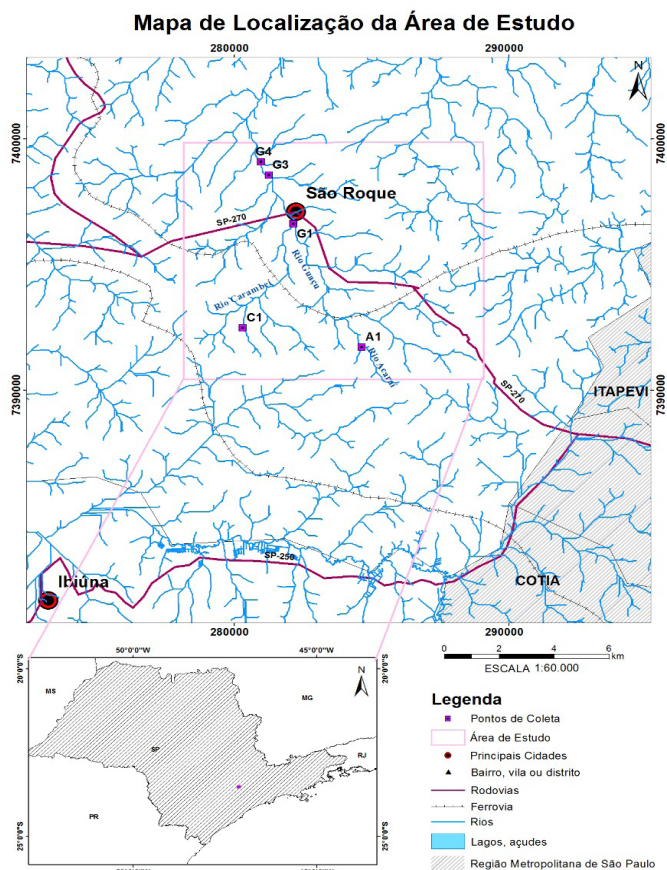 Mapa de Localização da Área de Estudo
280000
290000
N
7400000
7400000
G4
G3
São Roque
SP-270
G1
Rio Guaçu
Rio Carambeí
C1
A1
Rio Aracaí
7390000
7390000
ITAPEVI
SP-270
SP-250
Ibiúna
COTIA
280000
290000
50°0'0"W
45°0'0"W
20°0'0"S
20°0'0"S
N
MS
MG
SP
RJ
PR
25°0'0"S
25°0'0"S
0 2 4 6
km
ESCALA 1:60.000
Legenda
Pontos de Coleta
Área de Estudo
Principais Cidades
Bairro, vila ou distrito
Rodovias
Ferrovia
Rios
Lagos, açudes
Região Metropolitana de São Paulo